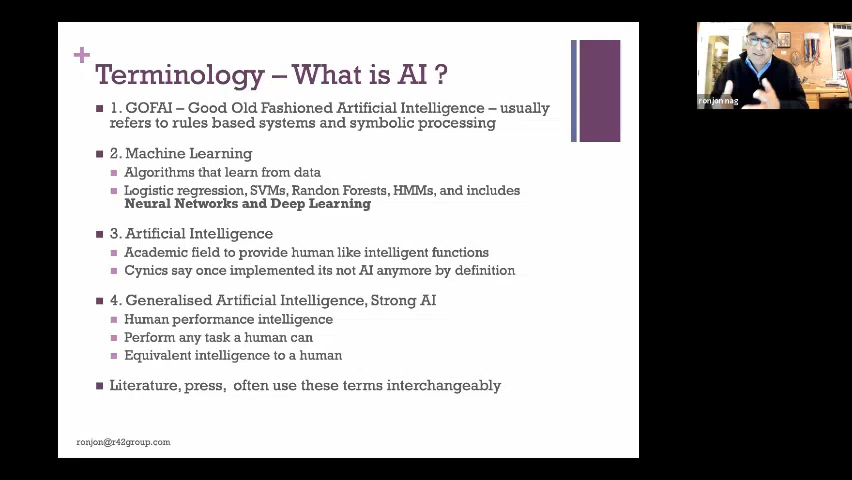 Terminology – What is AI ?
1. GOFAI – Good Old Fashioned Artificial Intelligence – usually
refers to rules based systems and symbolic processing
2. Machine Learning
Algorithms that learn from data
Logistic regression, SVMs, Randon Forests, HMMs, and includes
Neural Networks and Deep Learning
3. Artificial Intelligence
Academic field to provide human like intelligent functions
Cynics say once implemented its not AI anymore by definition
4. Generalised Artificial Intelligence, Strong AI
Human performance intelligence
Perform any task a human can
Equivalent intelligence to a human
Literature, press, often use these terms interchangeably
ronjon@r42group.com
ronjon nag